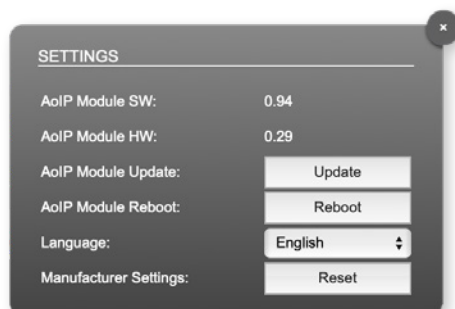 SETTINGS
AoIP Module SW: 0.94
AoIP Module HW: 0.29
AoIP Module Update: Update
AoIP Module Reboot: Reboot
Language: English
Manufacturer Settings: Reset